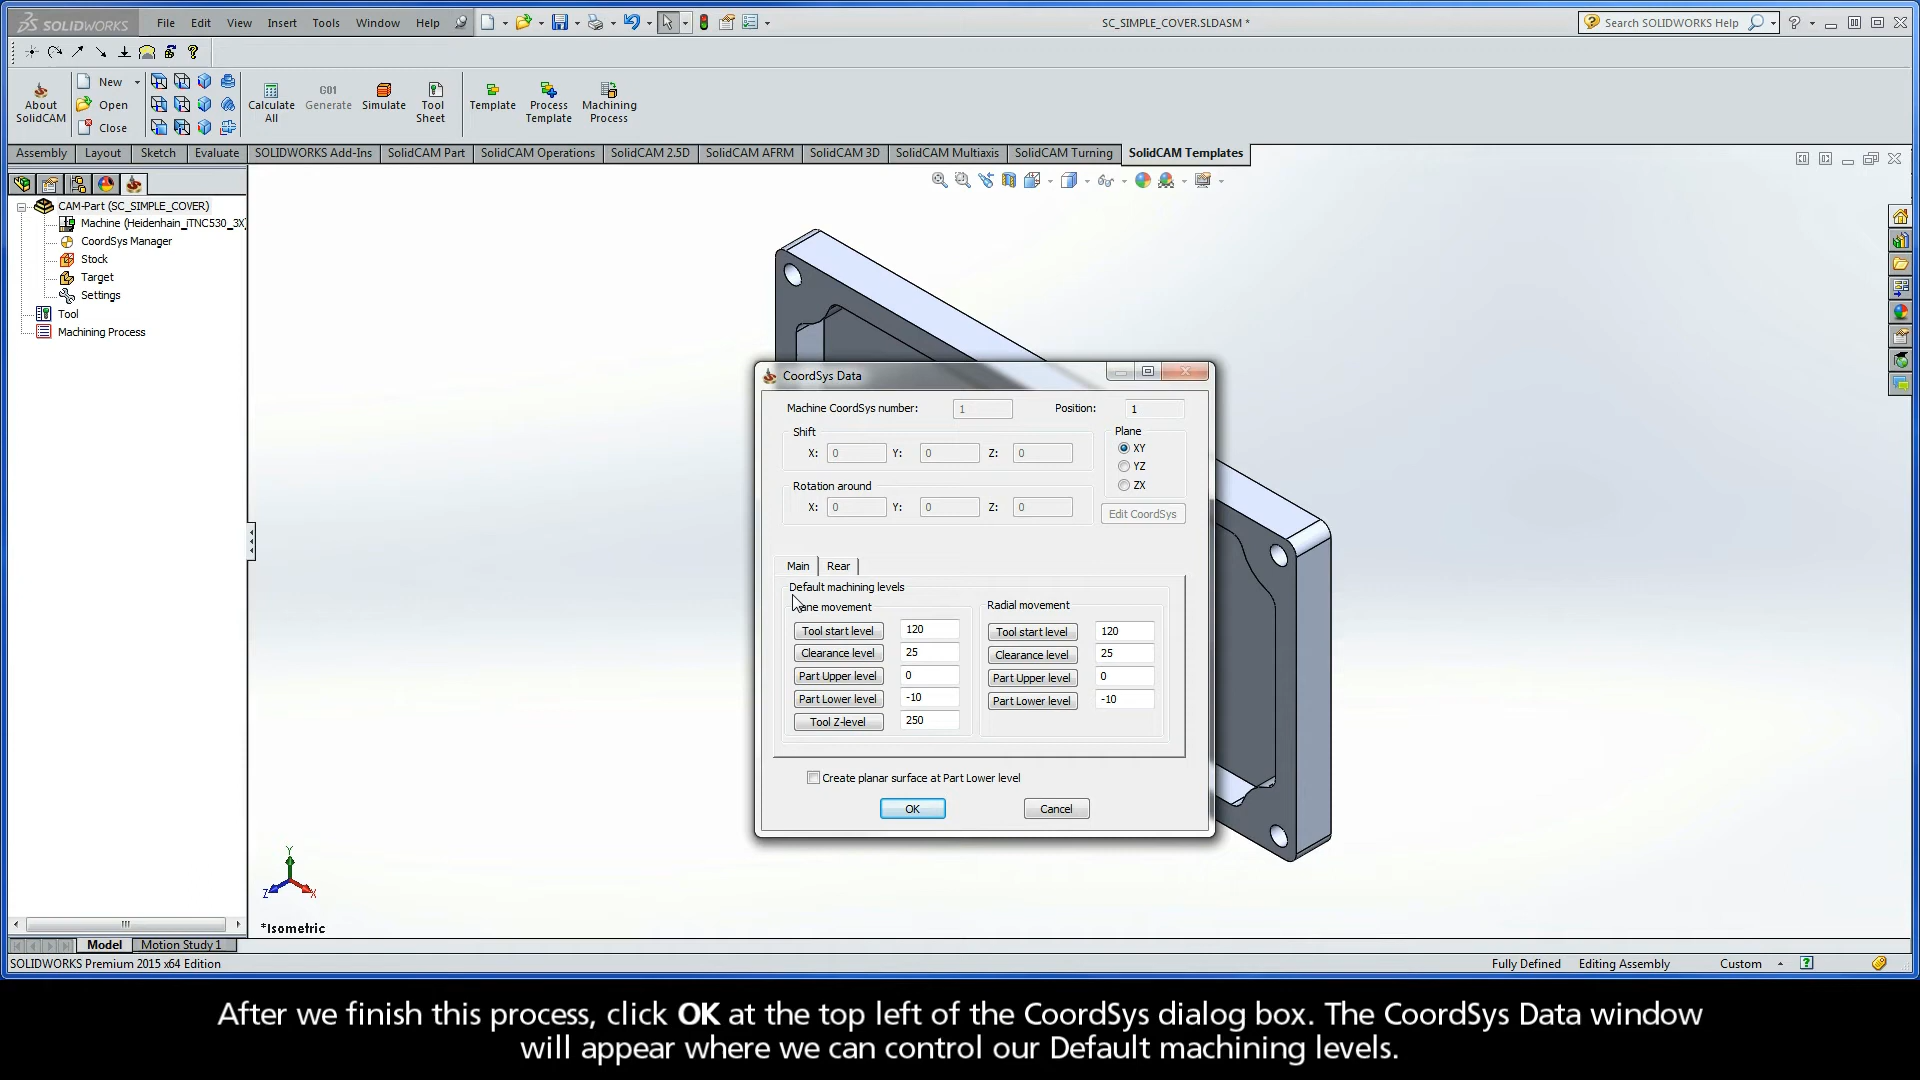 SOLIDWORKS File Edit View Insert Tools Window Help SC_SIMPLE_COVER.SLDASM * Search SOLIDWORKS Help
About SolidCAM
New
Open
Close
Calculate All
G01 Generate
Simulate
Tool Sheet
Template
Process Template
Machining Process
Assembly Layout Sketch Evaluate SOLIDWORKS Add-Ins SolidCAM Part SolidCAM Operations SolidCAM 2.5D SolidCAM AFRM SolidCAM 3D SolidCAM Multiaxis SolidCAM Turning SolidCAM Templates
CAM-Part (SC_SIMPLE_COVER)
Machine (Heidenhain_iTNC530_3X
CoordSys Manager
Stock
Target
Settings
Tool
Machining Process
CoordSys Data
Machine CoordSys number: 1 Position: 1
Shift
X: 0 Y: 0 Z: 0
Rotation around
X: 0 Y: 0 Z: 0
Plane
XY
YZ
ZX
Edit CoordSys
Main Rear
Default machining levels
ane movement
Tool start level 120
Clearance level 25
Part Upper level 0
Part Lower level -10
Tool Z-level 250
Radial movement
Tool start level 120
Clearance level 25
Part Upper level 0
Part Lower level -10
Create planar surface at Part Lower level
OK Cancel
Y
Z X
*Isometric
Model Motion Study 1
SOLIDWORKS Premium 2015 x64 Edition Fully Defined Editing Assembly Custom
After we finish this process, click OK at the top left of the CoordSys dialog box. The CoordSys Data window
will appear where we can control our Default machining levels.